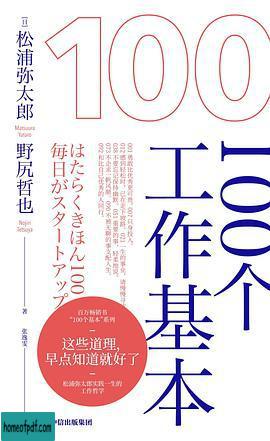 100
[日]
松浦弥太郎
Matsuura
Yataro
野尻哲也
Nojiri
Tetsuya
著
张逸雯 译
100个
工作基本
はたらくきほん100
毎日がスタートアップ
百万畅销书
“100个基本”系列
这些道理，
早点知道就好了
松浦弥太郎实践一生的
工作哲学
中信出版集团
homeofpdf.com